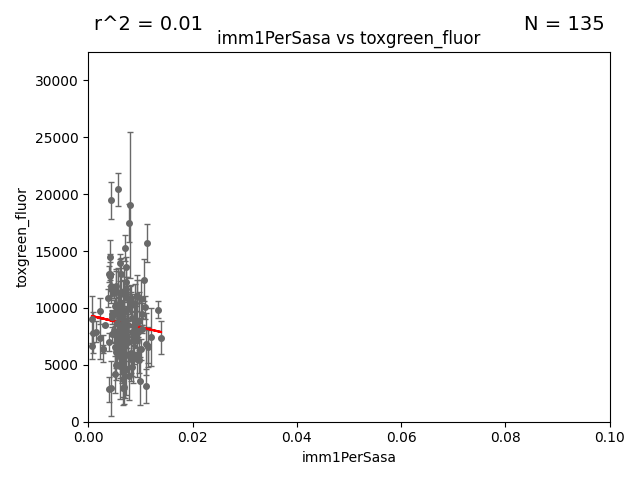 r^2 = 0.01
N = 135
imm1PerSasa vs toxgreen_fluor
30000
25000
20000
15000
10000
5000
0
toxgreen_fluor
0.00
0.02
0.04
0.06
0.08
0.10
imm1PerSasa